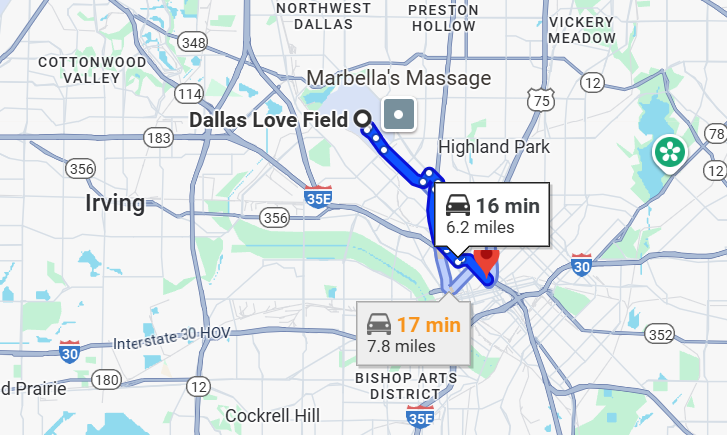 NORTHWEST
DALLAS
PRESTON
HOLLOW
VICKERY
MEADOW
348
COTTONWOOD
VALLEY
Marbella's Massage
12
114
75
Dallas Love Field
183
78
Highland Park
356
12
35E
Irving
356
16 min
6.2 miles
30
17 min
7.8 miles
352
Interstate 30 HOV
30
180
12
d Prairie
BISHOP ARTS
DISTRICT
Cockrell Hill
35E